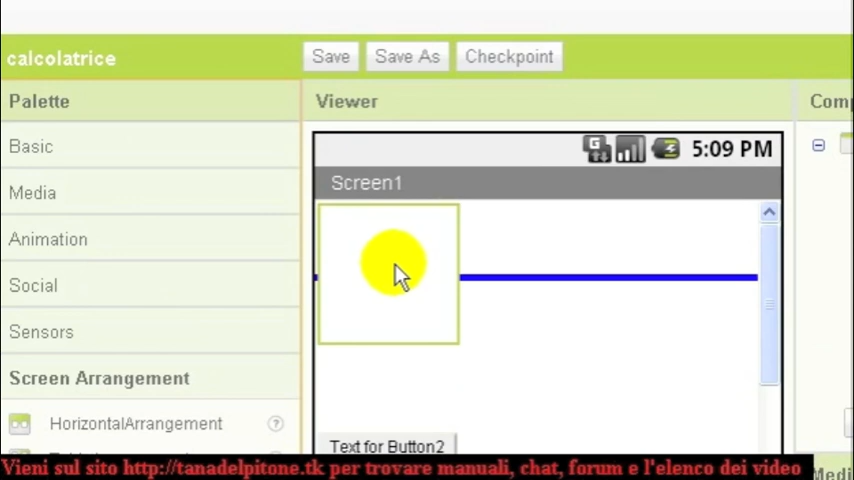 calcolatrice
Save
Save As
Checkpoint
Palette
Viewer
Comp
Basic
5:09 PM
Media
Screen1
Animation
Social
Sensors
Screen Arrangement
HorizontalArrangement
?
Text for Button2
Vieni sul sito http://tanadelpitone.tk per trovare manuali, chat, forum e l'elenco dei video
Medi